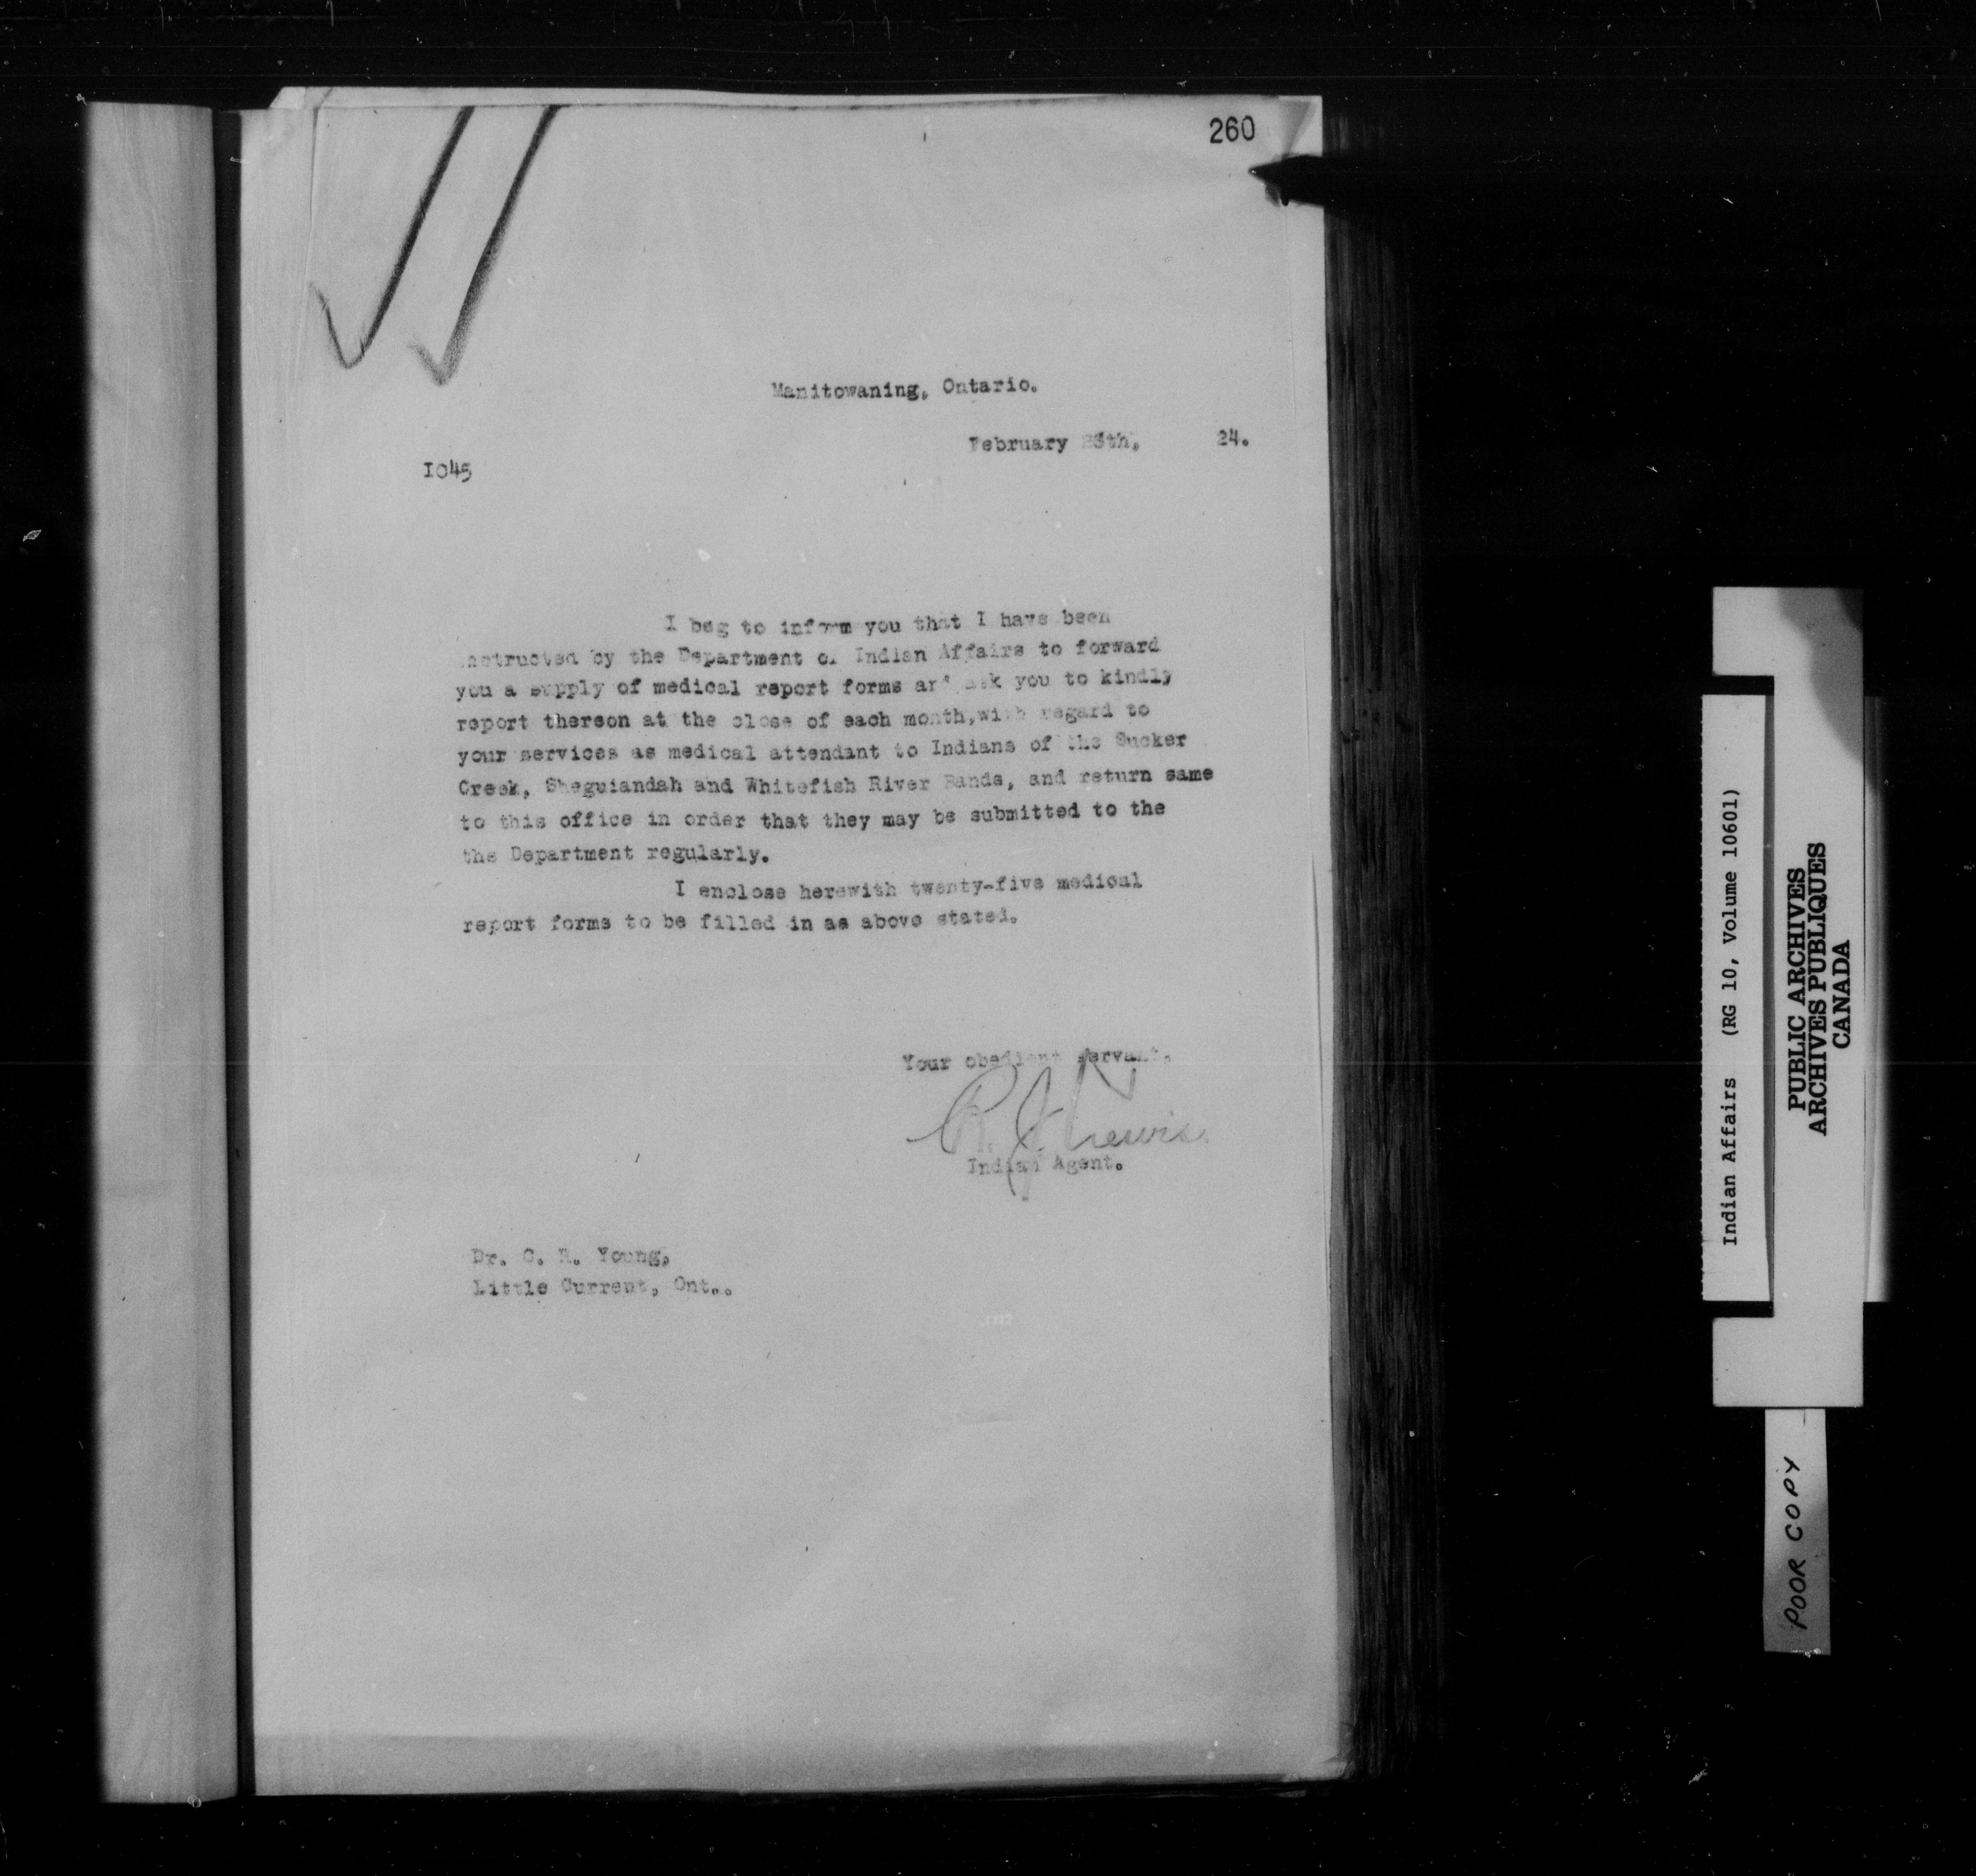 260
Manitowaning, Ontario.
February 24.
1045
I beg to inform you that I have been
instructed by the Department of Indian Affairs to forward
you a supply of medical report forms and ask you to kindly
report thereon at the close of each month, with regard to
your services as medical attendant to Indians of the Sucker
Creek, Sheguiandah and Whitefish River Bands, and return same
to this office in order that they may be submitted to the
the Department regularly.
I enclose herewith twenty-five medical
report forms to be filled in as above stated.
Your obedient servant,
R. J. Lewis
Indian Agent.
Dr. C. Young,
Little Current, Ont..
Indian Affairs (RG 10, Volume 10601)
PUBLIC ARCHIVES
ARCHIVES PUBLIQUES
CANADA
POOR COPY